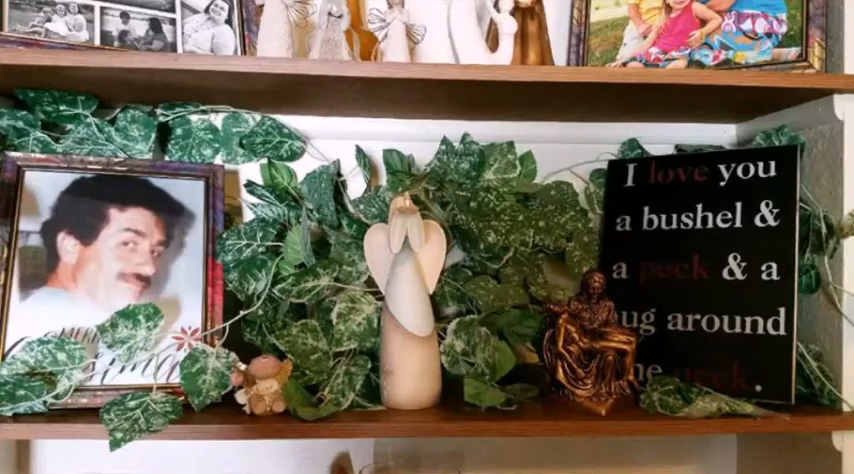 I love you
a bushel &
a peck & a
ug around
he neck.